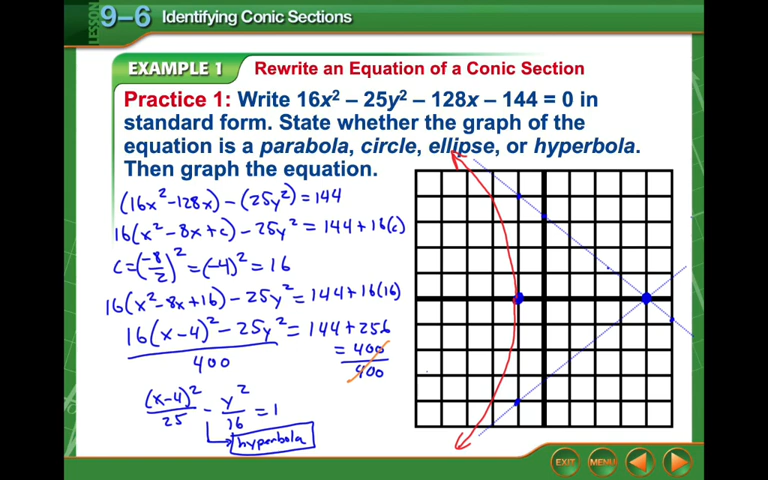 LESSON
9–6 Identifying Conic Sections
EXAMPLE 1 Rewrite an Equation of a Conic Section
Practice 1: Write 16x² – 25y² – 128x – 144 = 0 in
standard form. State whether the graph of the
equation is a parabola, circle, ellipse, or hyperbola.
Then graph the equation.
(16x²-128x) - (25y²) = 144
16(x² - 8x + c) - 25y² = 144 + 16(c)
c = (-8/2)² = (-4)² = 16
16(x² - 8x + 16) - 25y² = 144 + 16(16)
16(x - 4)² - 25y² = 144 + 256
= 400
400 400
(x-4)²/25 - y²/16 = 1
hyperbola
EXIT MENU